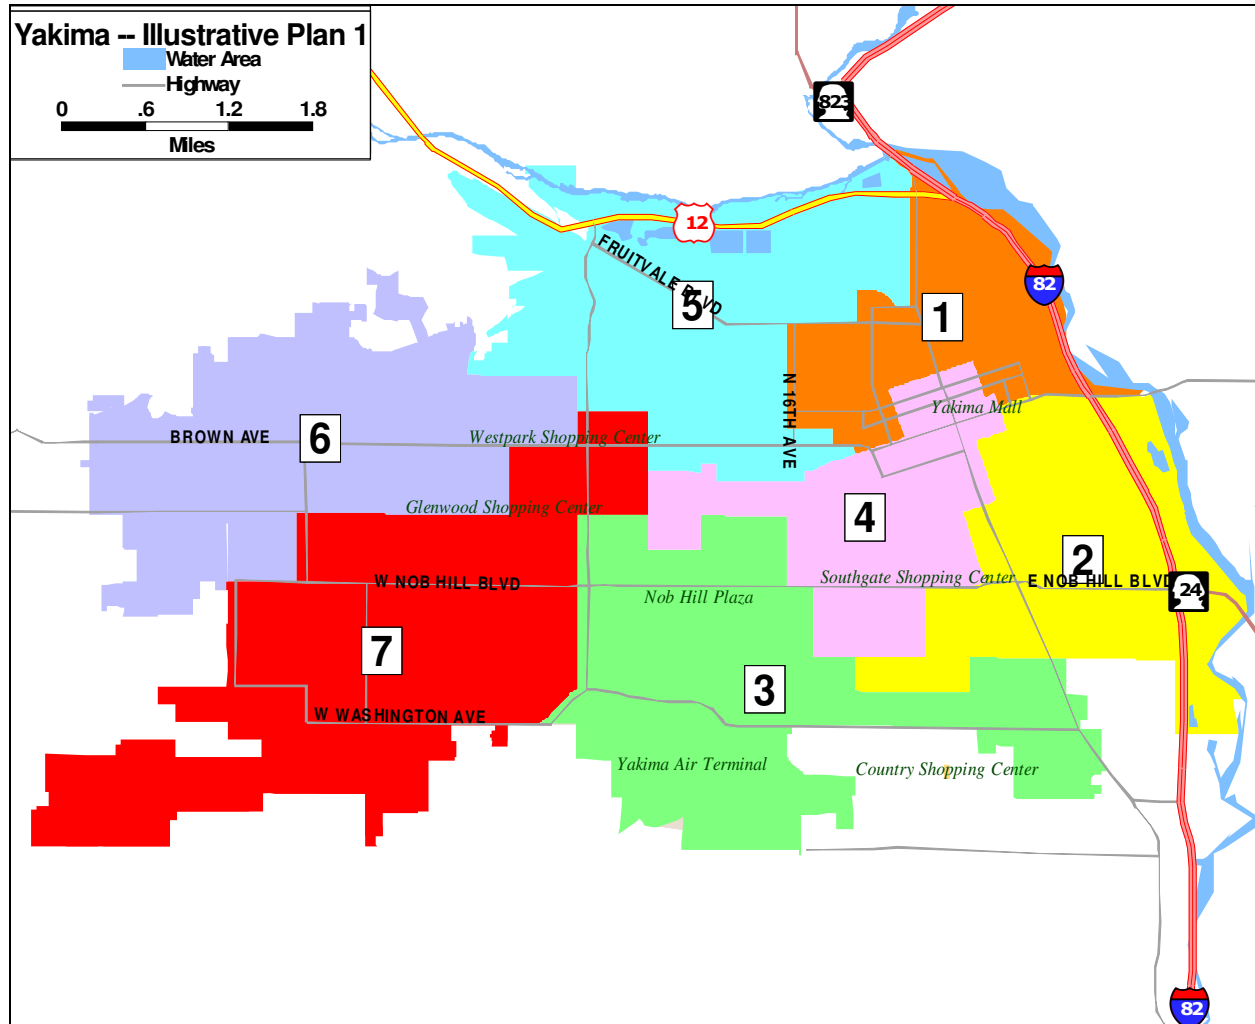 Yakima -- Illustrative Plan 1
Water Area
Highway
0 .6 1.2 1.8
Miles
823
12
82
FRUITVALE BLVD
5
1
N 16TH AVE
Yakima Mall
BROWN AVE
6
Westpark Shopping Center
Glenwood Shopping Center
4
2
W NOB HILL BLVD
Southgate Shopping Center
E NOB HILL BLVD
24
Nob Hill Plaza
7
3
W WASHINGTON AVE
Yakima Air Terminal
Country Shopping Center
82